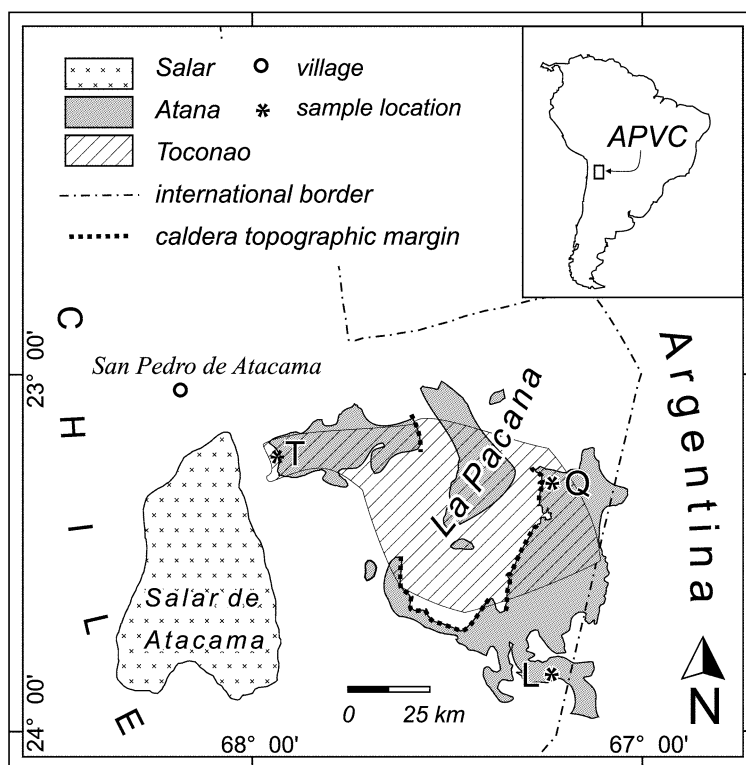 Salar
village
Atana
sample location
Toconao
international border
caldera topographic margin
APVC
CHILE
Argentina
23° 00'
San Pedro de Atacama
La Pacana
T
Q
Salar de
Atacama
L
0 25 km
N
24° 00'
68° 00'
67° 00'